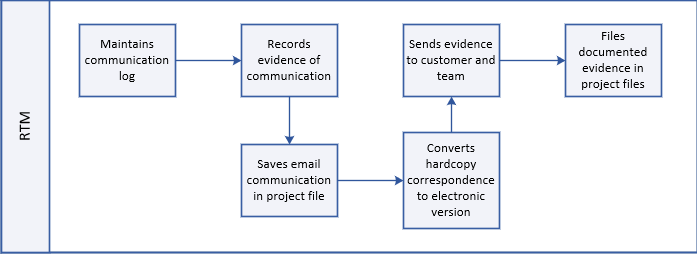 RTM
Maintains
communication
log
Records
evidence of
communication
Saves email
communication
in project file
Converts
hardcopy
correspondence
to electronic
version
Sends evidence
to customer and
team
Files
documented
evidence in
project files